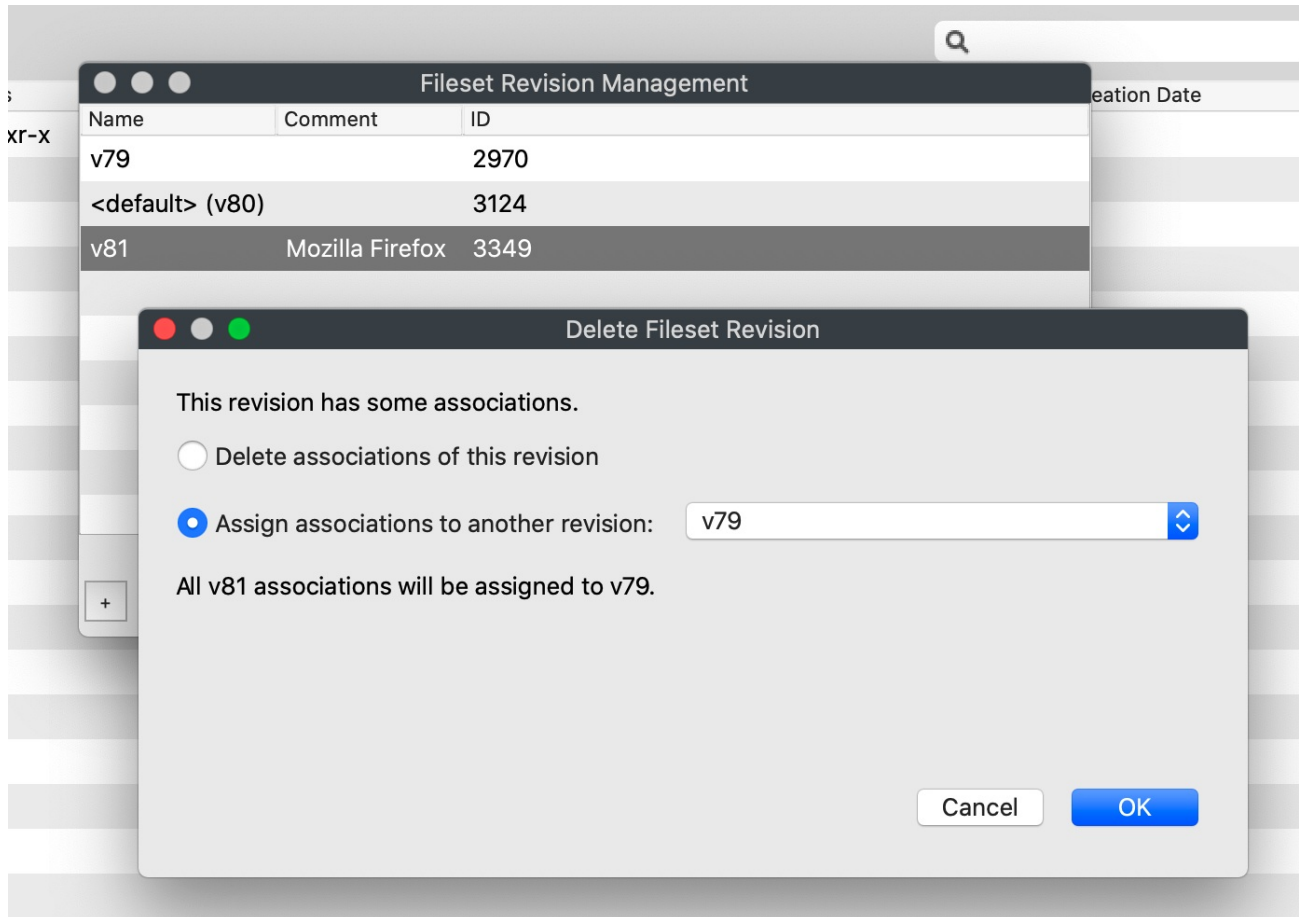 s
eation Date
xr-x
Fileset Revision Management
Name Comment ID
v79 2970
<default> (v80) 3124
v81 Mozilla Firefox 3349
+
Delete Fileset Revision
This revision has some associations.
Delete associations of this revision
Assign associations to another revision: v79
All v81 associations will be assigned to v79.
Cancel OK